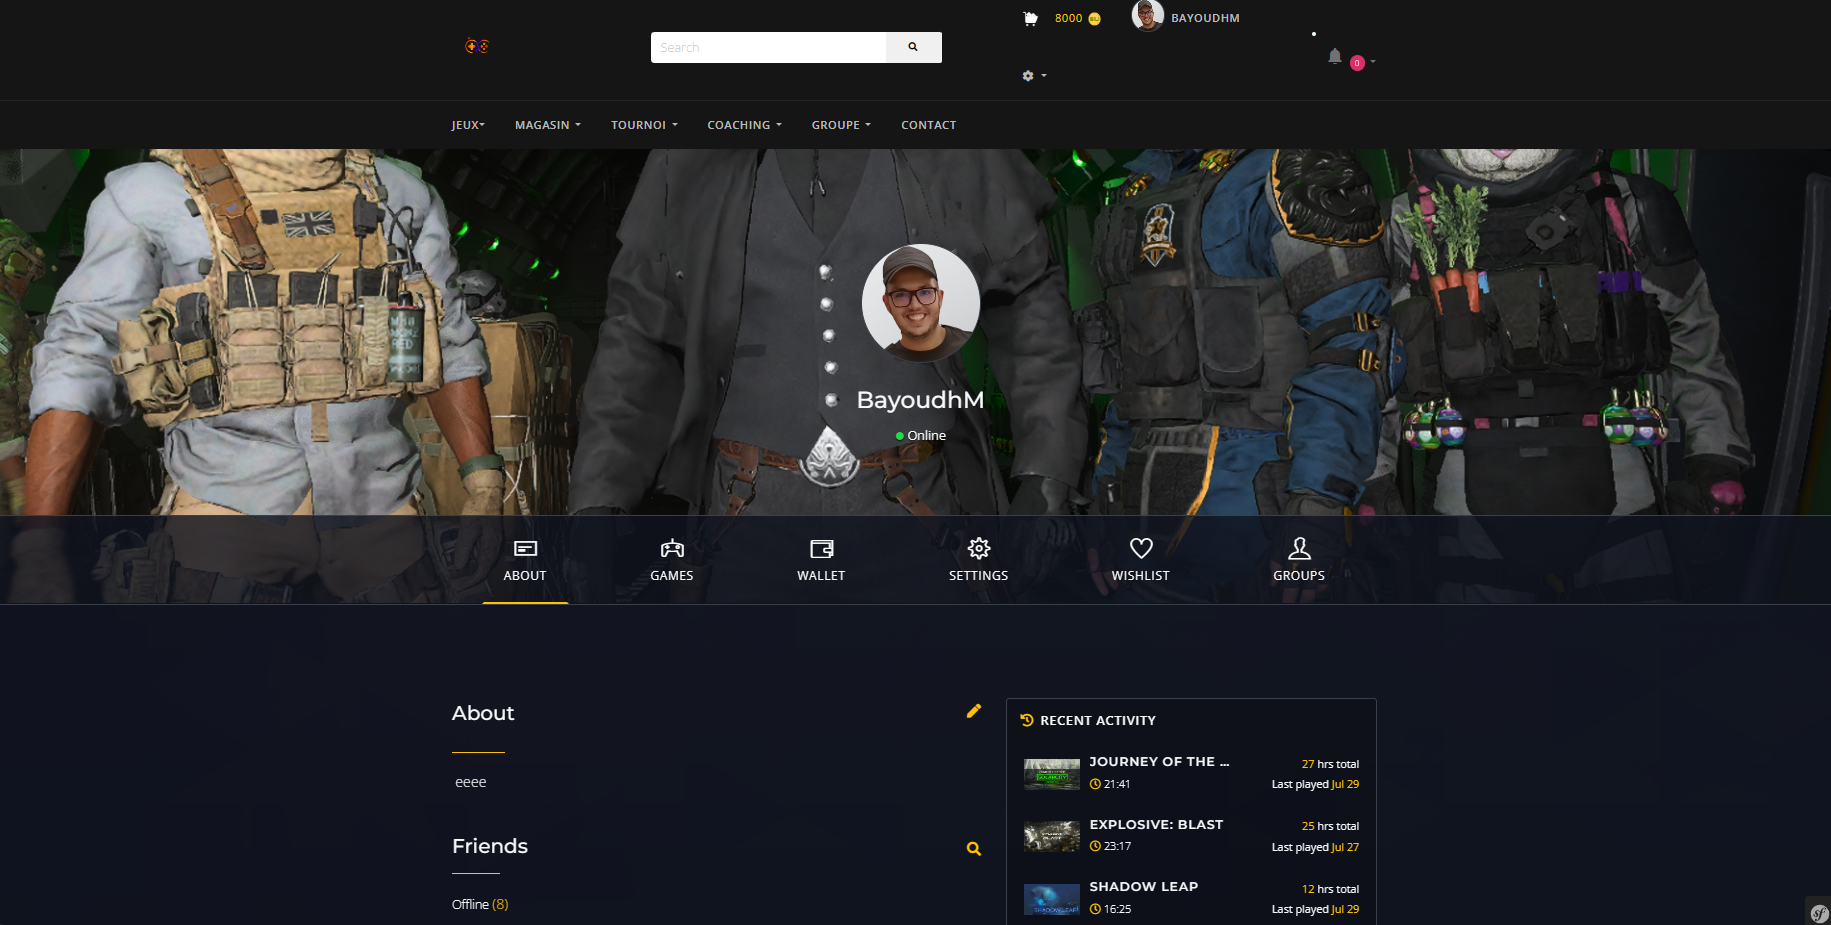 8000
BAYOUDHM
Search
0
JEUX
MAGASIN
TOURNOI
COACHING
GROUPE
CONTACT
BayoudhM
Online
ABOUT
GAMES
WALLET
SETTINGS
WISHLIST
GROUPS
About
eeee
Friends
Offline (8)
RECENT ACTIVITY
JOURNEY OF THE ...
27 hrs total
21:41
Last played Jul 29
EXPLOSIVE: BLAST
25 hrs total
23:17
Last played Jul 27
SHADOW LEAP
12 hrs total
16:25
Last played Jul 29
SHADOW LEAP
sf